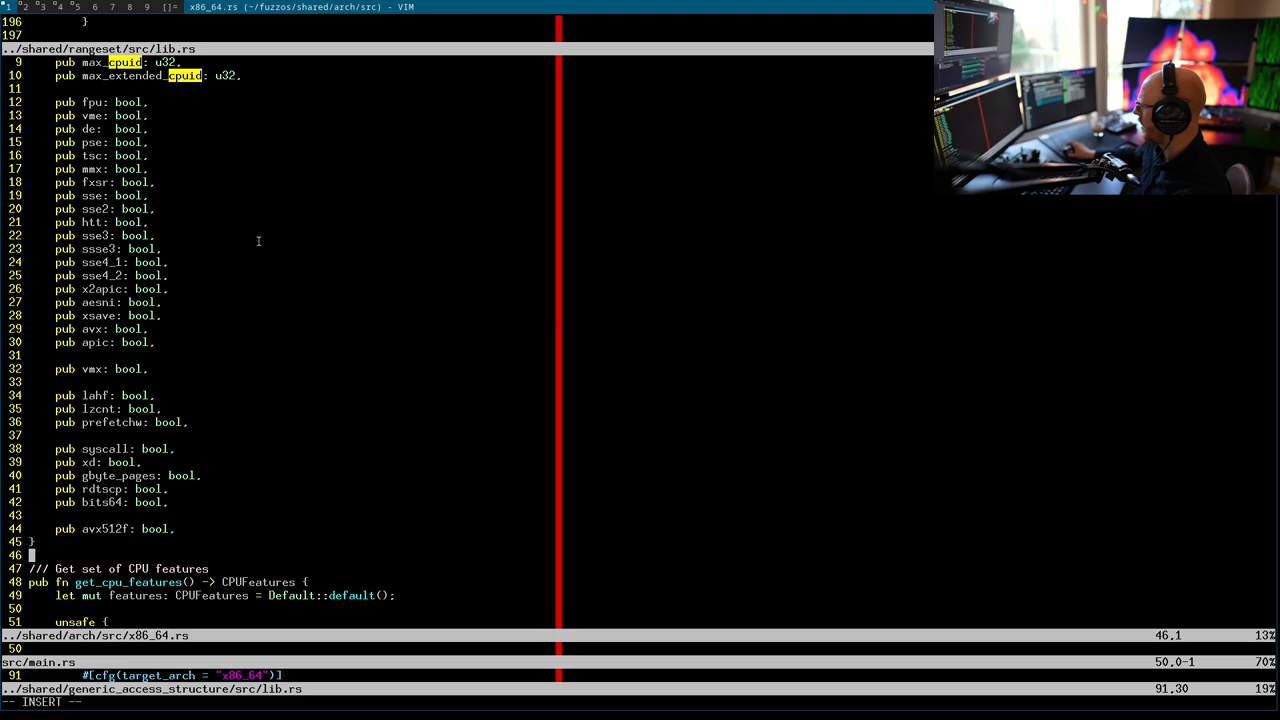 1 2 3 4 5 6 7 8 9 []= x86_64.rs (~/fuzzos/shared/arch/src) - VIM
196         }
197
../shared/rangeset/src/lib.rs
9     pub max_cpuid: u32,
10     pub max_extended_cpuid: u32,
11
12     pub fpu: bool,
13     pub vme: bool,
14     pub de:  bool,
15     pub pse: bool,
16     pub tsc: bool,
17     pub mmx: bool,
18     pub fxsr: bool,
19     pub sse: bool,
20     pub sse2: bool,
21     pub htt: bool,
22     pub sse3: bool,
23     pub ssse3: bool,
24     pub sse4_1: bool,
25     pub sse4_2: bool,
26     pub x2apic: bool,
27     pub aesni: bool,
28     pub xsave: bool,
29     pub avx: bool,
30     pub apic: bool,
31
32     pub vmx: bool,
33
34     pub lahf: bool,
35     pub lzcnt: bool,
36     pub prefetchw: bool,
37
38     pub syscall: bool,
39     pub xd: bool,
40     pub gbyte_pages: bool,
41     pub rdtscp: bool,
42     pub bits64: bool,
43
44     pub avx512f: bool,
45 }
46
47 /// Get set of CPU features
48 pub fn get_cpu_features() -> CPUFeatures {
49     let mut features: CPUFeatures = Default::default();
50
51     unsafe {
../shared/arch/src/x86_64.rs 46,1 13%
50
src/main.rs 50,0-1 70%
91         #[cfg(target_arch = "x86_64")]
../shared/generic_access_structure/src/lib.rs 91,30 19%
-- INSERT --